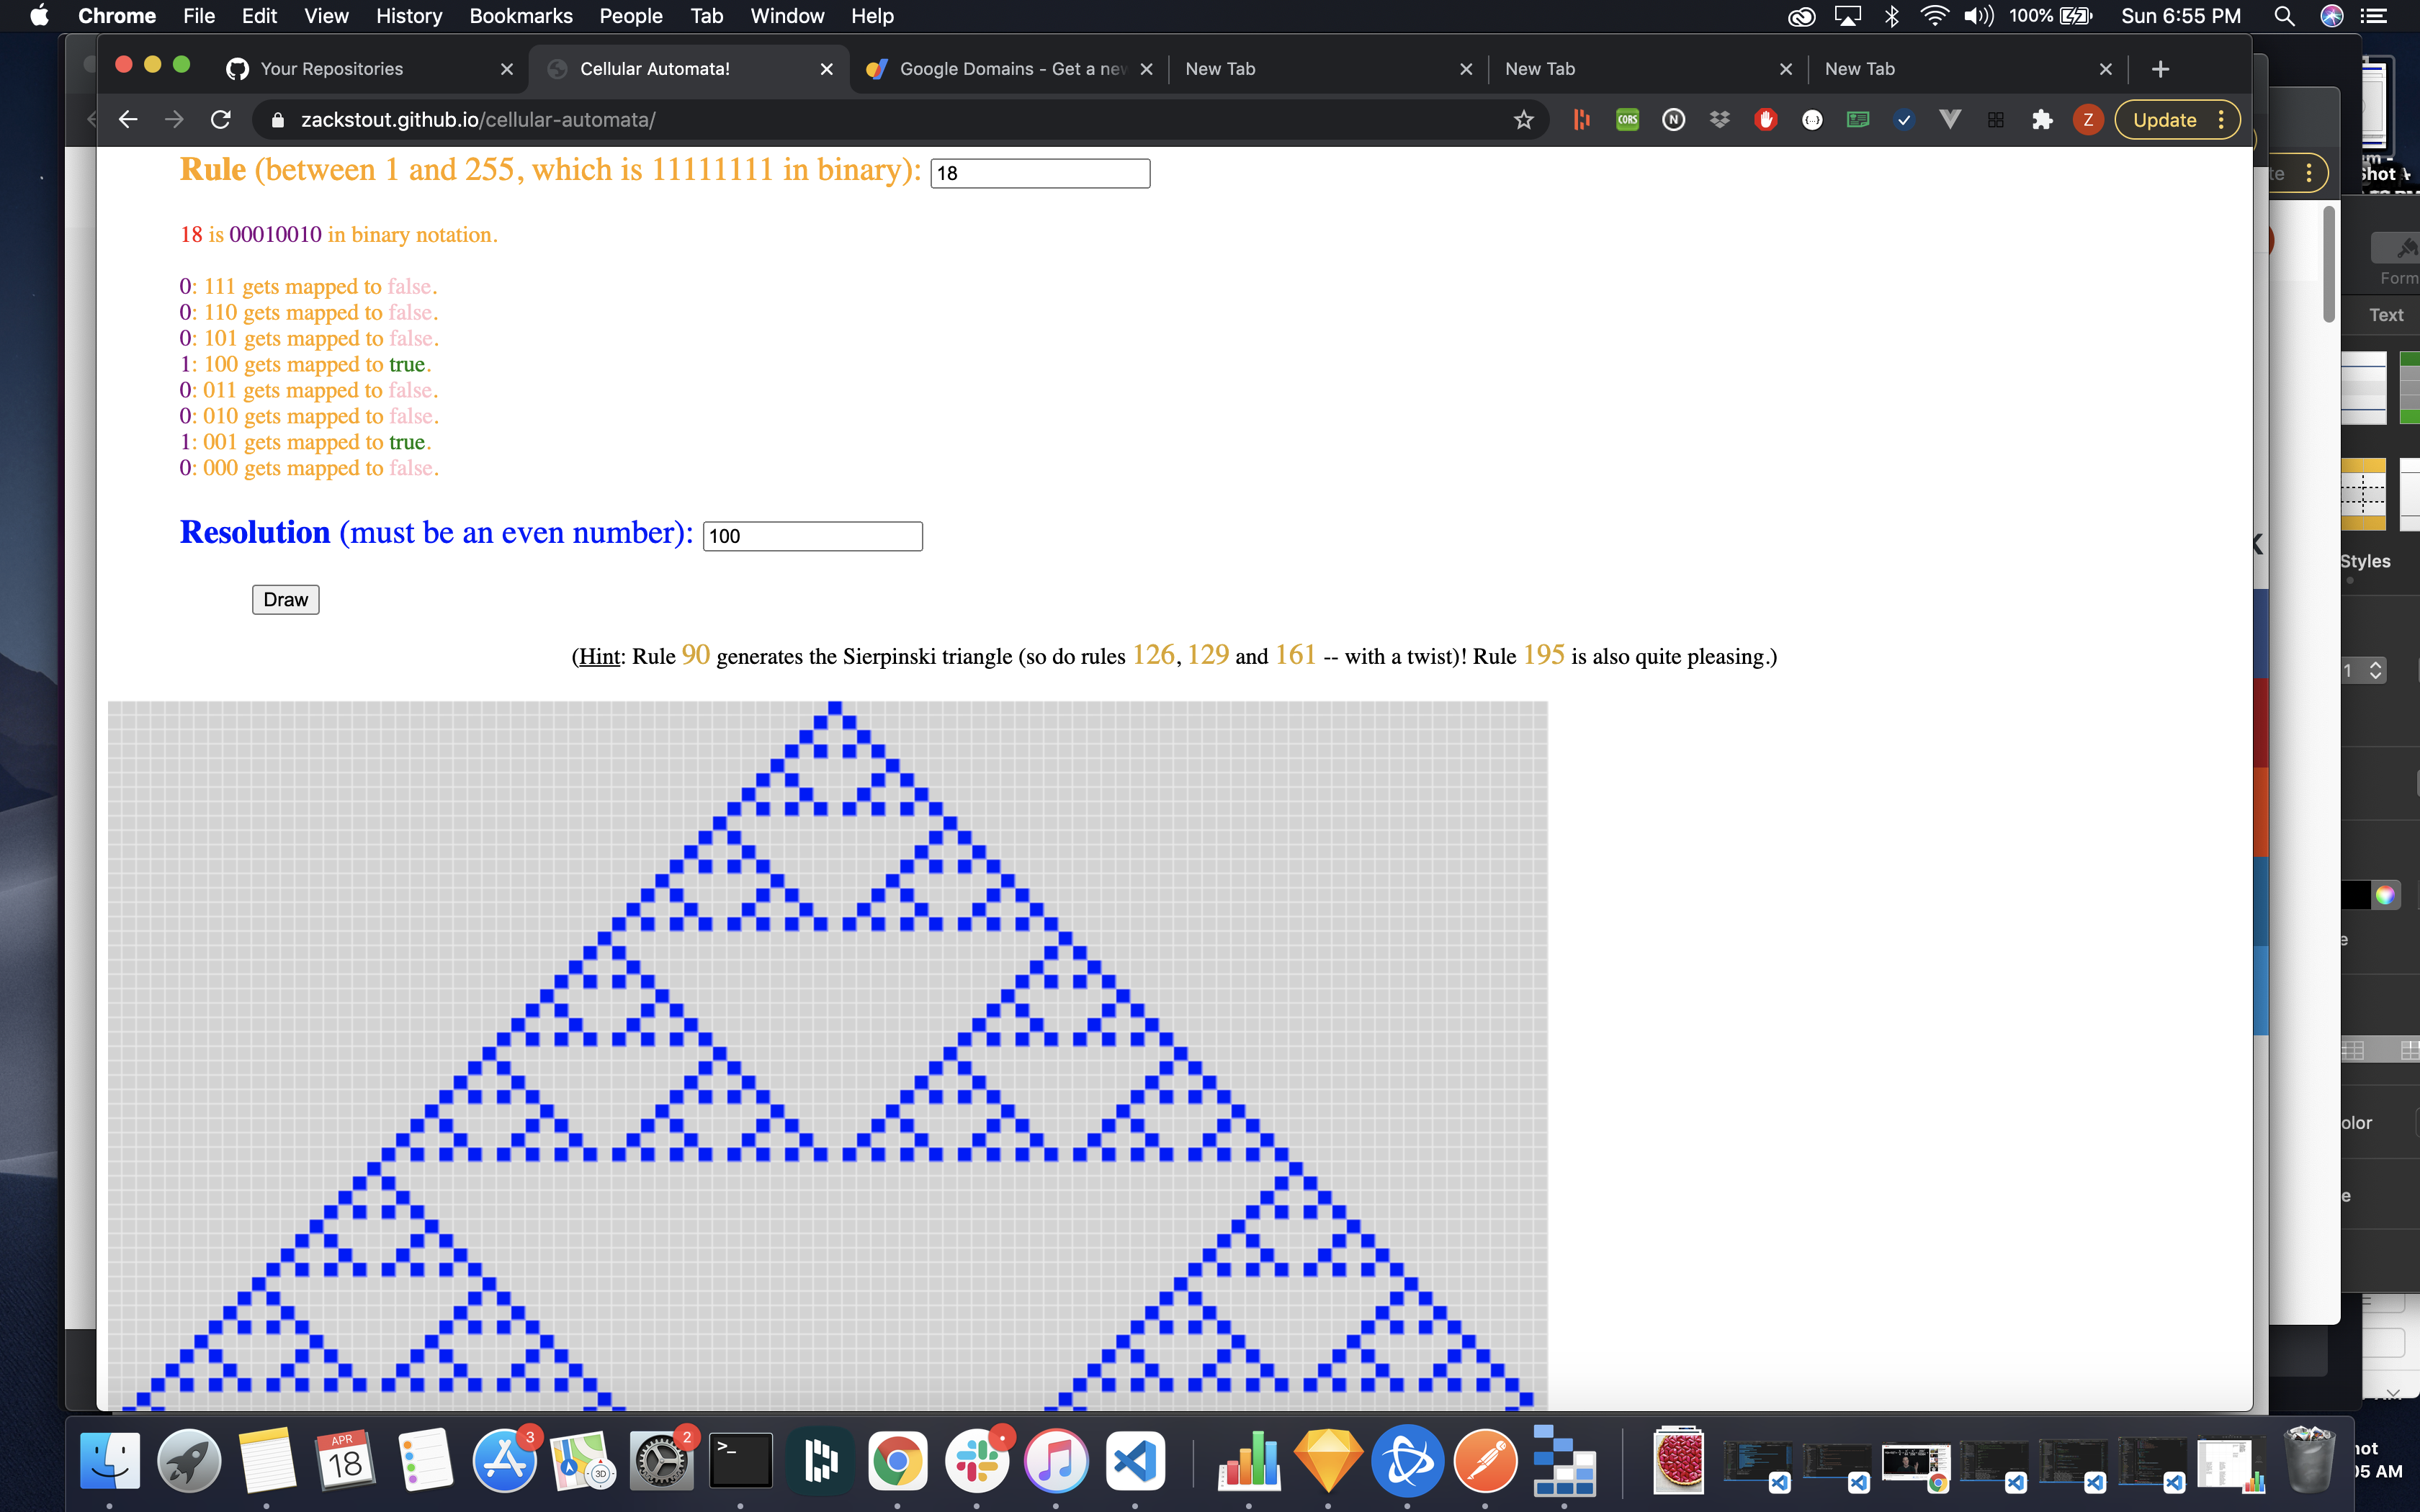 Chrome File Edit View History Bookmarks People Tab Window Help 100% Sun 6:55 PM
Your Repositories Cellular Automata! Google Domains - Get a new New Tab New Tab New Tab
zackstout.github.io/cellular-automata/ CORS N Z Update
Rule (between 1 and 255, which is 11111111 in binary): 18
18 is 00010010 in binary notation.
0: 111 gets mapped to false.
0: 110 gets mapped to false.
0: 101 gets mapped to false.
1: 100 gets mapped to true.
0: 011 gets mapped to false.
0: 010 gets mapped to false.
1: 001 gets mapped to true.
0: 000 gets mapped to false.
Resolution (must be an even number): 100
Draw
(Hint: Rule 90 generates the Sierpinski triangle (so do rules 126, 129 and 161 -- with a twist)! Rule 195 is also quite pleasing.)
Text
Styles
1
APR
18
3
3D
2